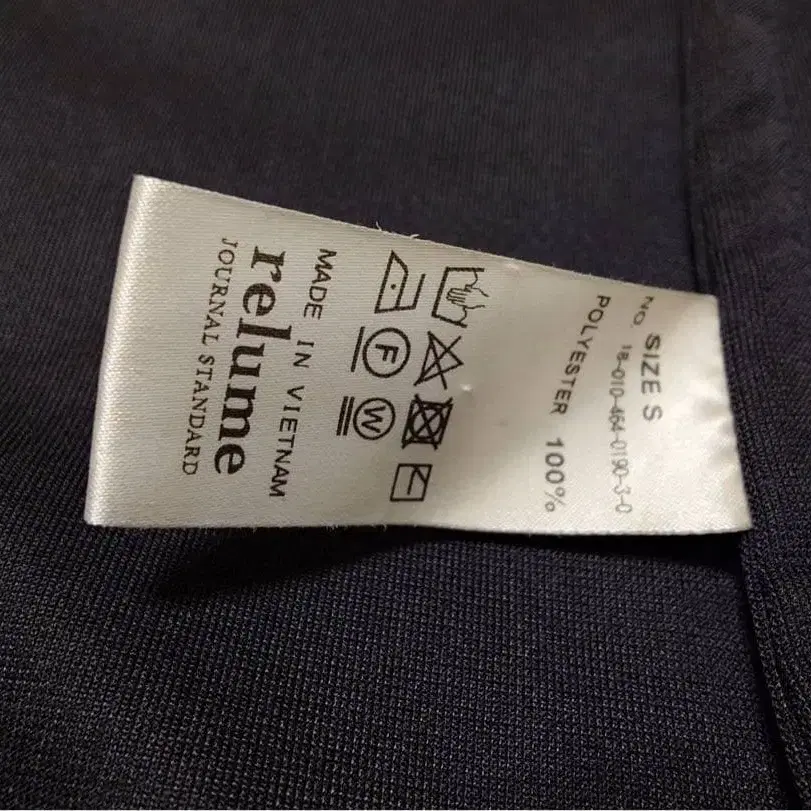 SIZE S
NO. 18-010-464-0190-3-0
POLYESTER 100%
F
W
MADE IN VIETNAM
relume
JOURNAL STANDARD